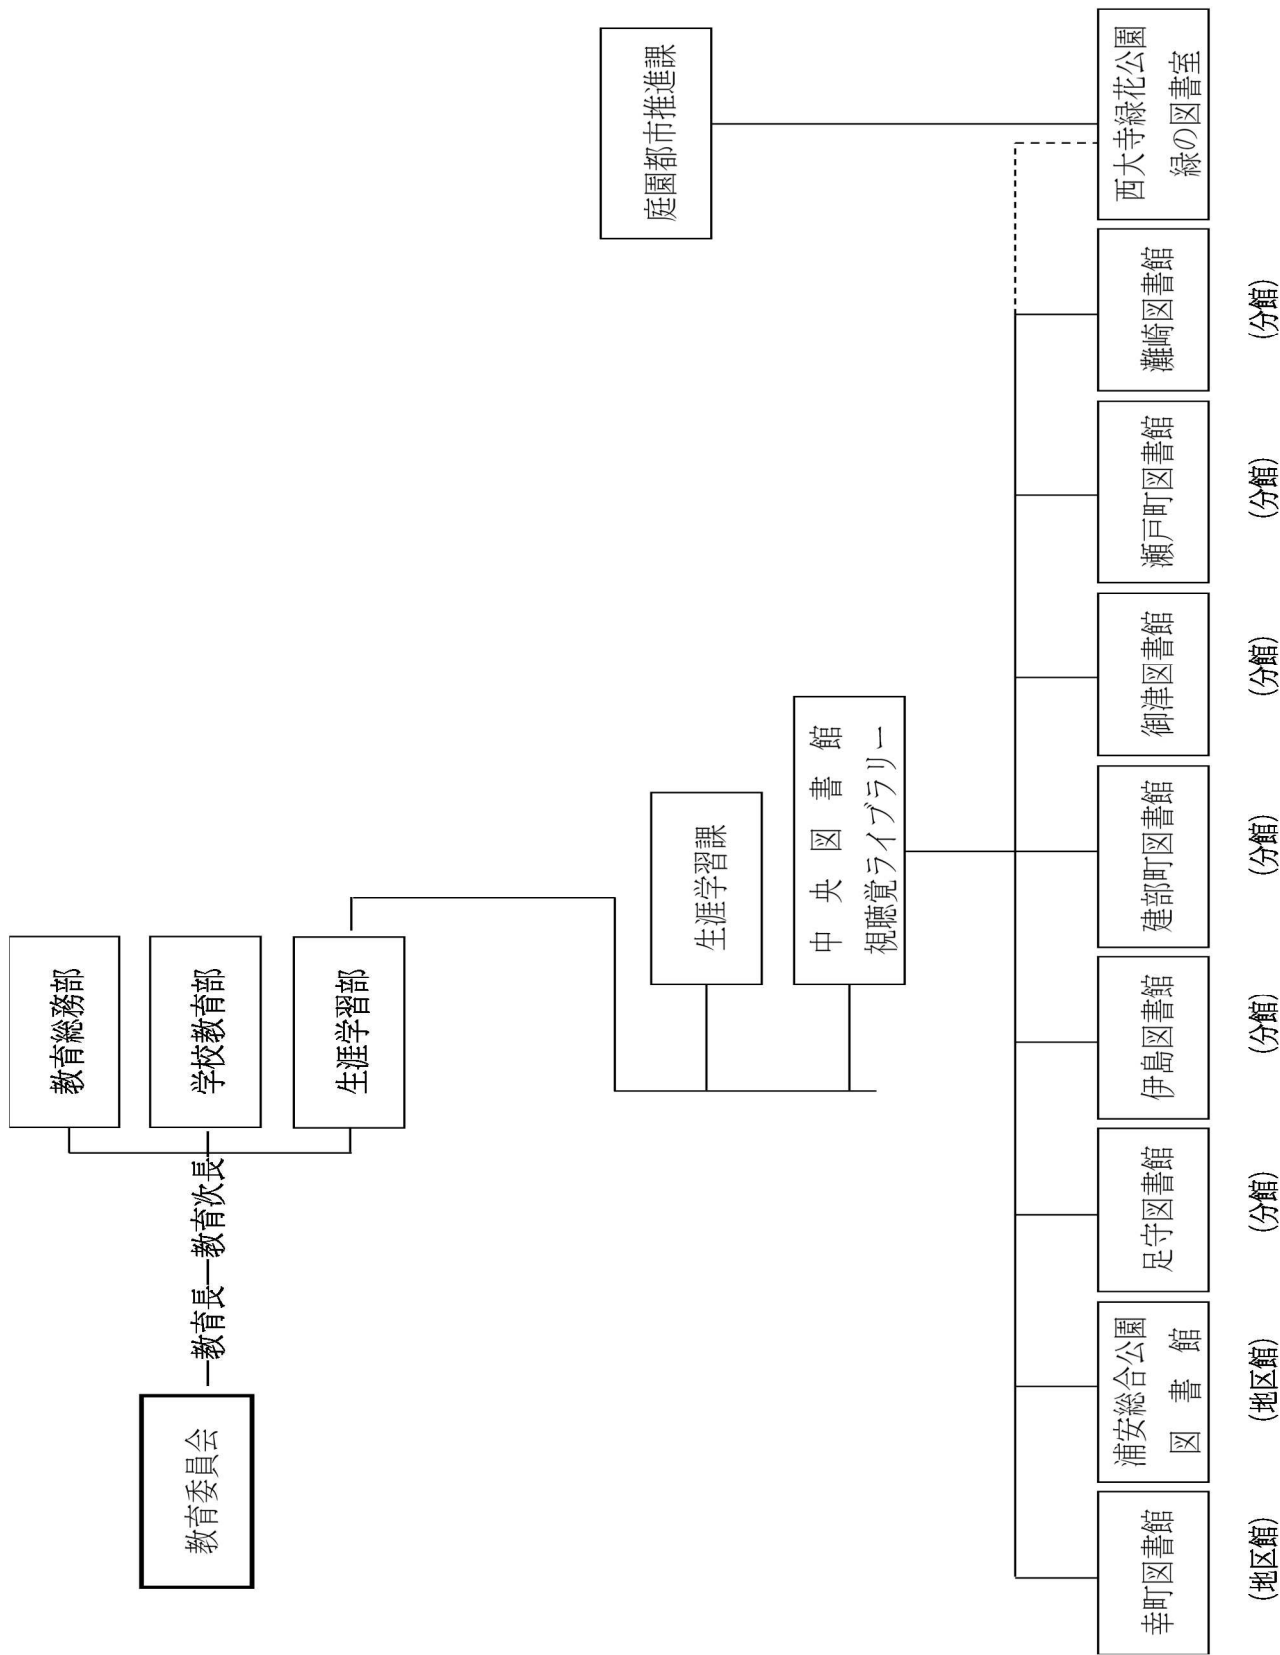 教育委員会
教育長
教育次長
教育総務部
学校教育部
生涯学習部
庭園都市推進課
生涯学習課
中央図書館
視聴覚ライブラリー
幸町図書館
浦安総合公園
図書館
足守図書館
伊島図書館
建部町図書館
御津図書館
瀬戸町図書館
灘崎図書館
西大寺緑花公園
緑の図書室
(地区館)
(地区館)
(分館)
(分館)
(分館)
(分館)
(分館)
(分館)